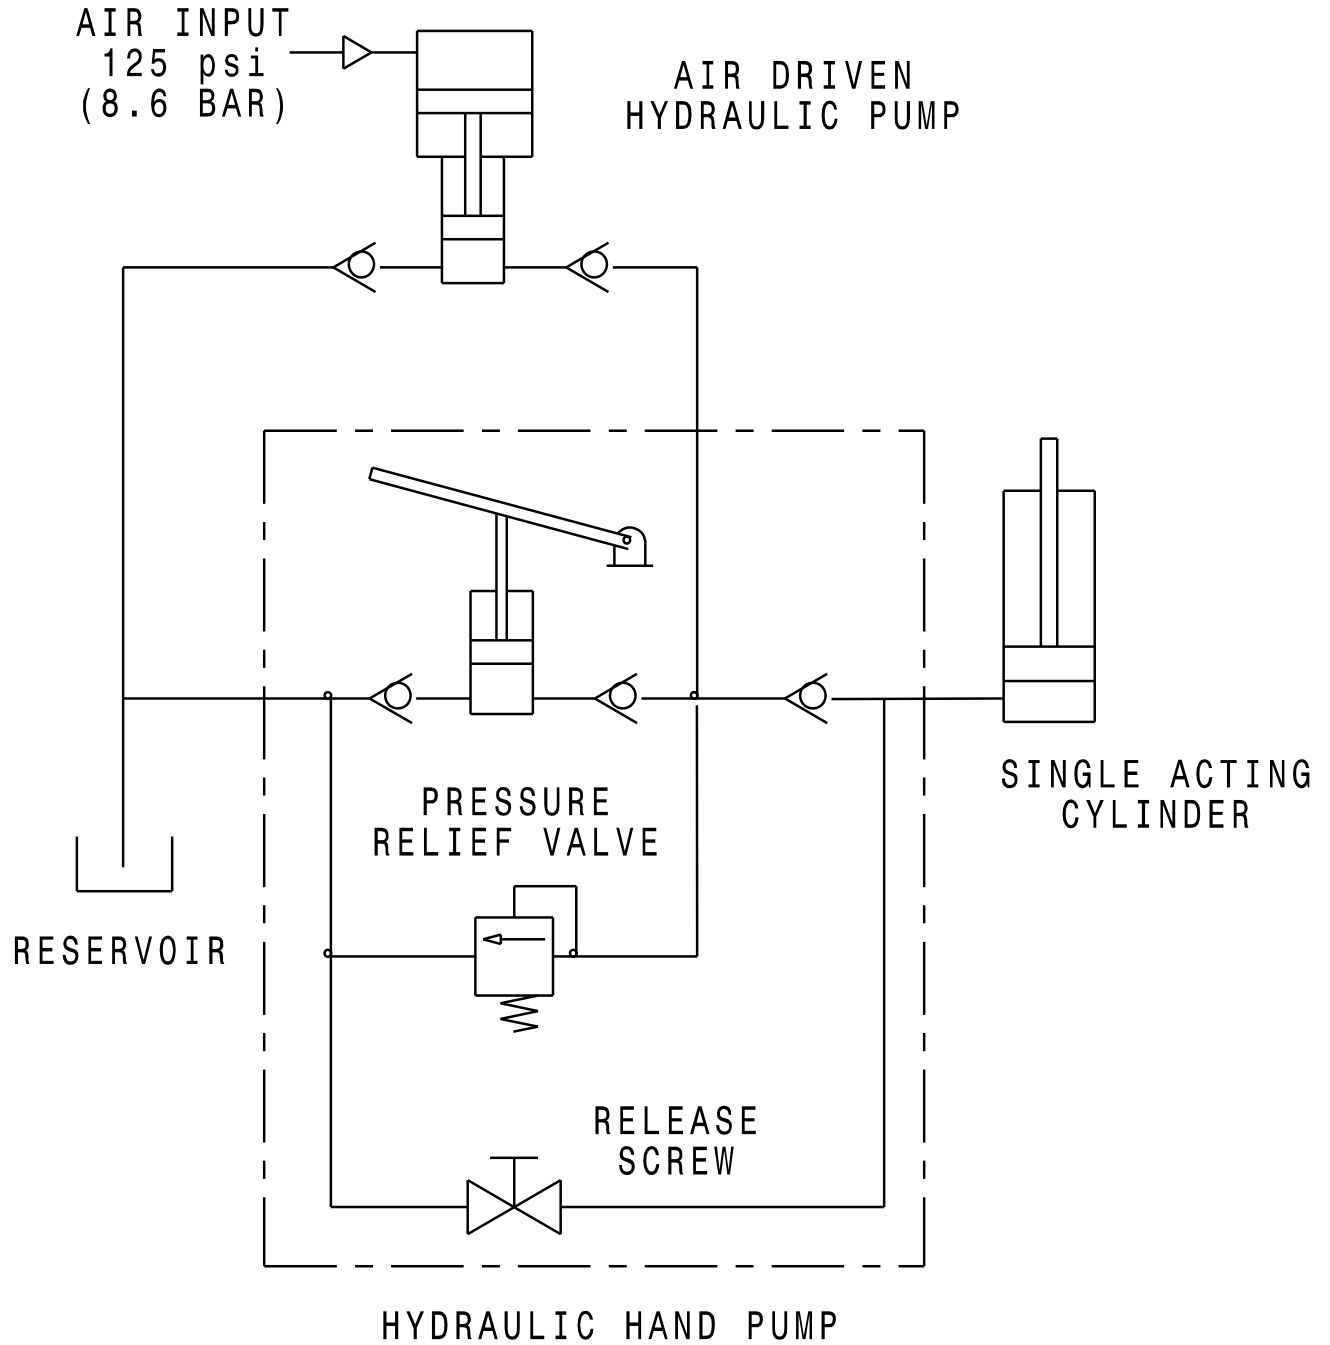 AIR INPUT
125 psi
(8.6 BAR)
AIR DRIVEN
HYDRAULIC PUMP
SINGLE ACTING
CYLINDER
PRESSURE
RELIEF VALVE
RESERVOIR
RELEASE
SCREW
HYDRAULIC HAND PUMP